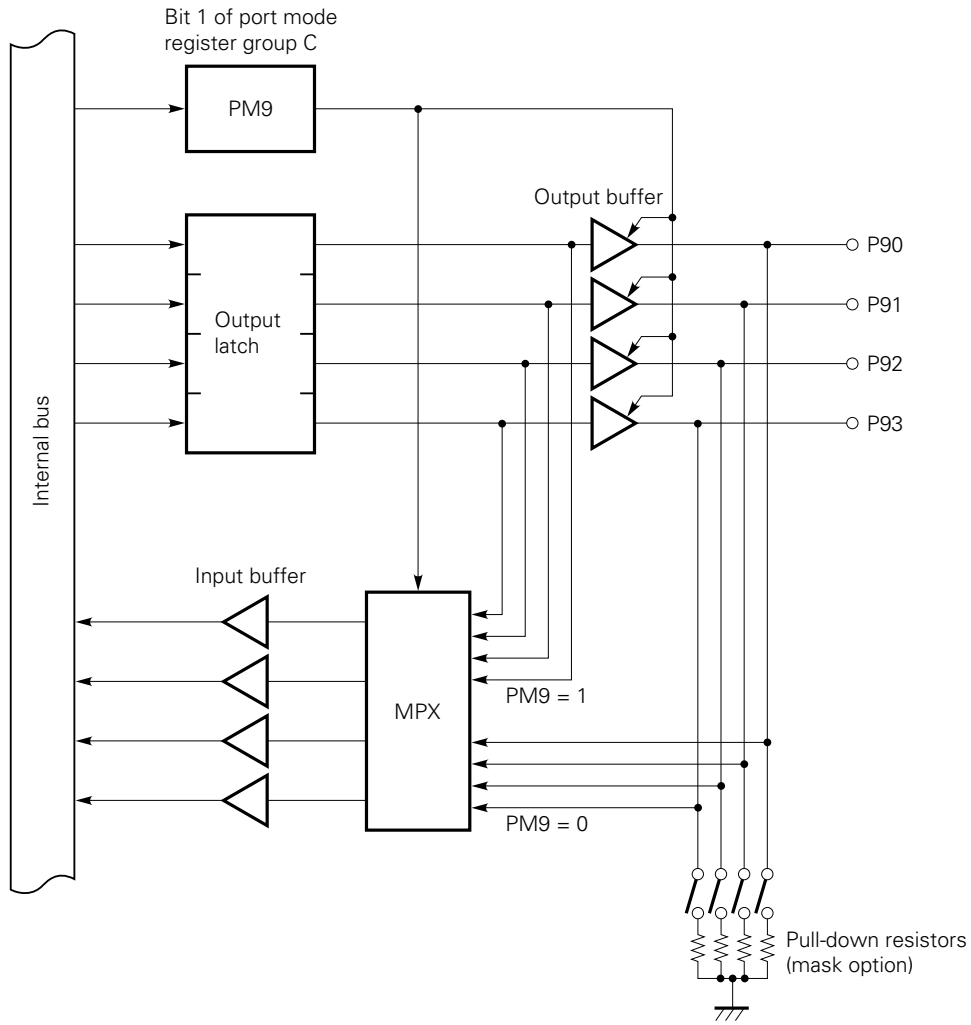 Bit 1 of port mode
register group C
PM9
Output buffer
P90
P91
P92
P93
Output
latch
Internal bus
Input buffer
MPX
PM9 = 1
PM9 = 0
Pull-down resistors
(mask option)